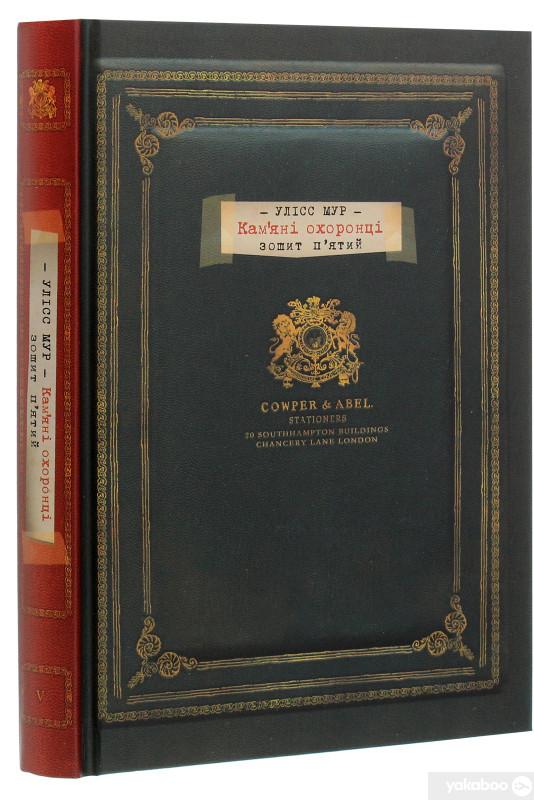 – УЛІСС МУР –
Кам'яні охоронці
зошит п'ятий
COWPER & ABEL.
STATIONERS
20 SOUTHHAMPTON BUILDINGS
CHANCERY LANE LONDON
– УЛІСС МУР – Кам'яні охоронці
зошит п'ятий
V
yakaboo